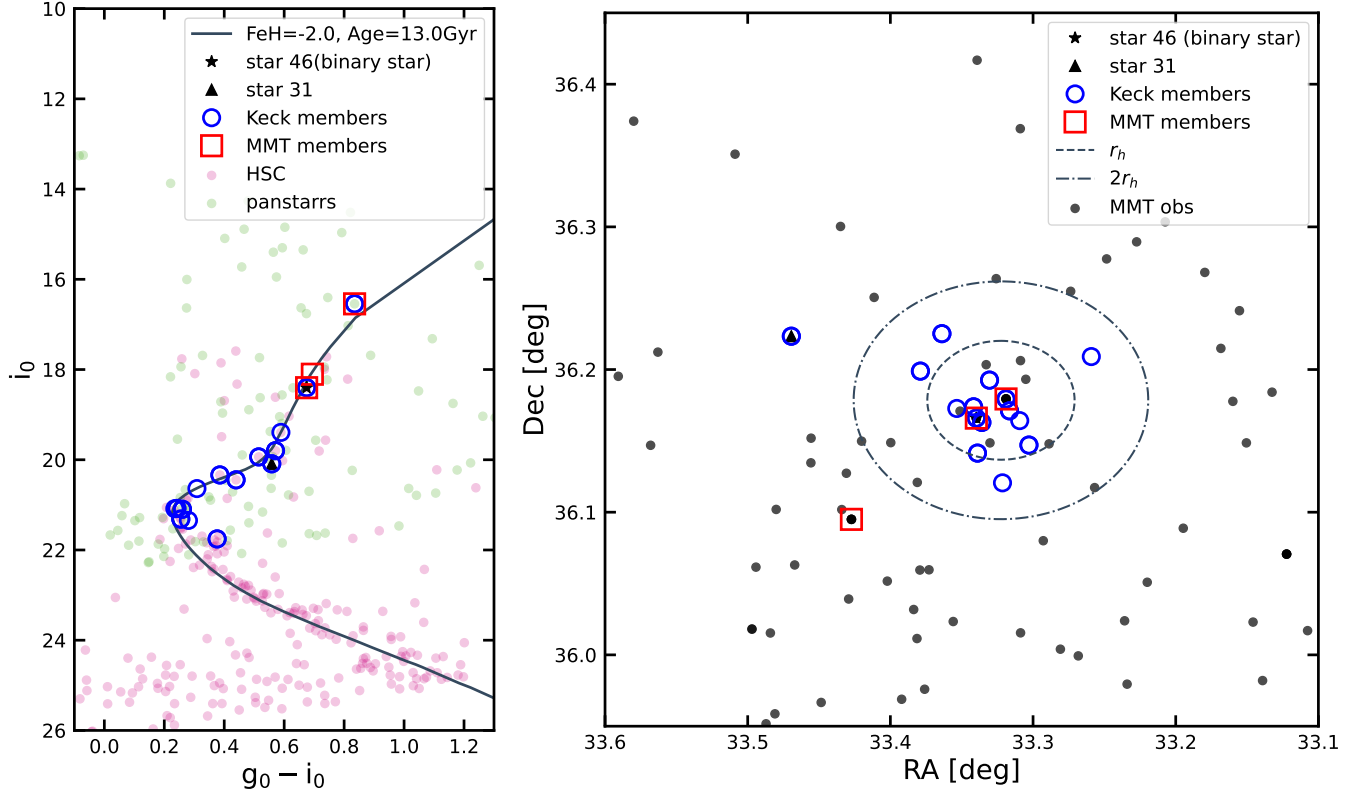 10
12
14
16
18
20
22
24
26
i₀
0.0 0.2 0.4 0.6 0.8 1.0 1.2
g₀ − i₀
FeH=-2.0, Age=13.0Gyr
star 46(binary star)
star 31
Keck members
MMT members
HSC
panstarrs
36.4
36.3
36.2
36.1
36.0
Dec [deg]
33.6 33.5 33.4 33.3 33.2 33.1
RA [deg]
star 46 (binary star)
star 31
Keck members
MMT members
rₕ
2rₕ
MMT obs